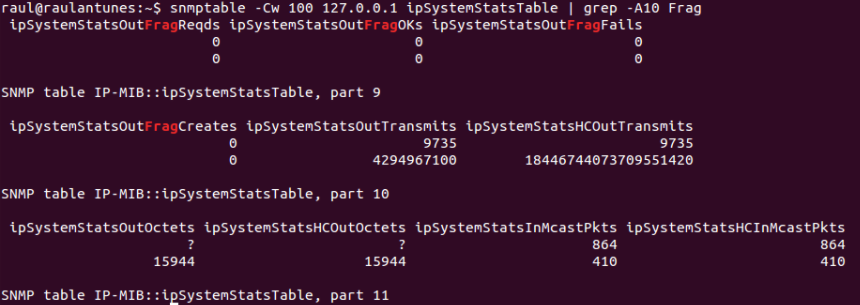 raul@raulantunes:~$ snmptable -Cw 100 127.0.0.1 ipSystemStatsTable | grep -A10 Frag
ipSystemStatsOutFragReqds ipSystemStatsOutFragOKs ipSystemStatsOutFragFails
0 0 0
0 0 0
SNMP table IP-MIB::ipSystemStatsTable, part 9
ipSystemStatsOutFragCreates ipSystemStatsOutTransmits ipSystemStatsHCOutTransmits
0 9735 9735
0 4294967100 18446744073709551420
SNMP table IP-MIB::ipSystemStatsTable, part 10
ipSystemStatsOutOctets ipSystemStatsHCOutOctets ipSystemStatsInMcastPkts ipSystemStatsHCInMcastPkts
? ? 864 864
15944 15944 410 410
SNMP table IP-MIB::ipSystemStatsTable, part 11